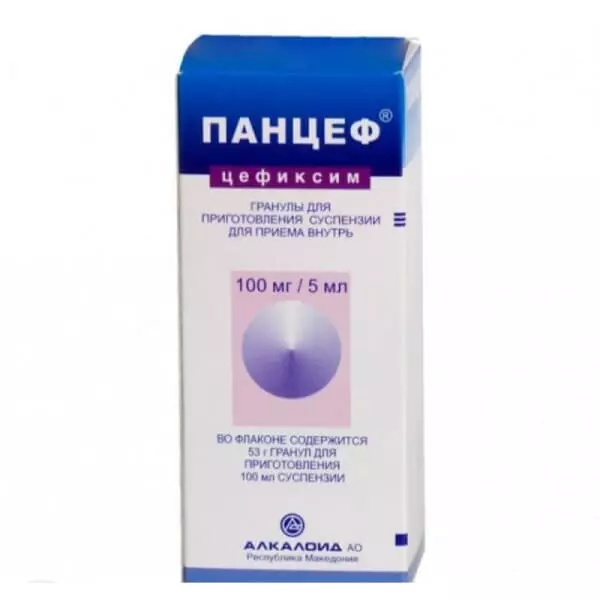 ПАНЦЕФ®
цефиксим
ГРАНУЛЫ ДЛЯ
ПРИГОТОВЛЕНИЯ СУСПЕНЗИИ
ДЛЯ ПРИЕМА ВНУТРЬ
100 мг / 5 мл
ВО ФЛАКОНЕ СОДЕРЖИТСЯ
53 г ГРАНУЛ ДЛЯ
ПРИГОТОВЛЕНИЯ
100 мл СУСПЕНЗИИ
АЛКАЛОИД АО
Республика Македония